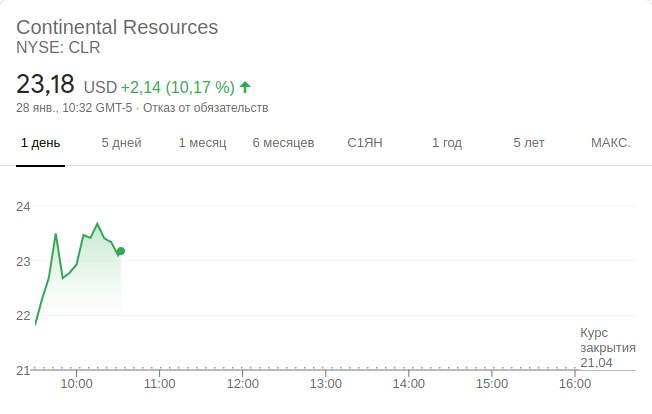 Continental Resources
NYSE: CLR
23,18 USD +2,14 (10,17 %)
28 янв., 10:32 GMT-5 · Отказ от обязательств
1 день 5 дней 1 месяц 6 месяцев С1ЯН 1 год 5 лет МАКС.
24
23
22
Курс
закрытия
21,04
21
10:00 11:00 12:00 13:00 14:00 15:00 16:00